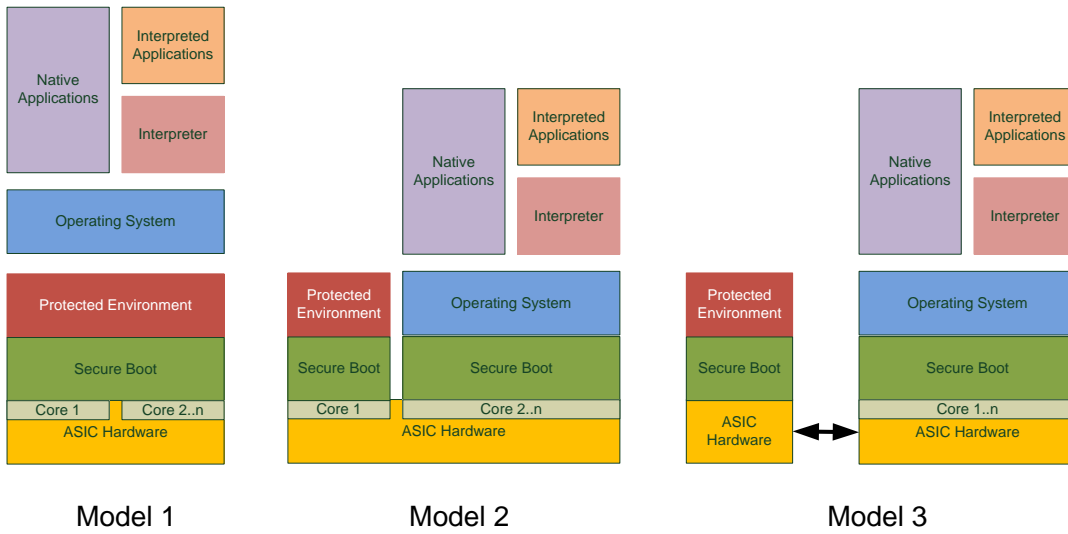 Native
Applications
Interpreted
Applications
Interpreter
Operating System
Protected Environment
Secure Boot
Core 1
Core 2..n
ASIC Hardware
Model 1
Native
Applications
Interpreted
Applications
Interpreter
Protected
Environment
Operating System
Secure Boot
Secure Boot
Core 1
Core 2..n
ASIC Hardware
Model 2
Native
Applications
Interpreted
Applications
Interpreter
Protected
Environment
Operating System
Secure Boot
Secure Boot
ASIC
Hardware
Core 1..n
ASIC Hardware
Model 3